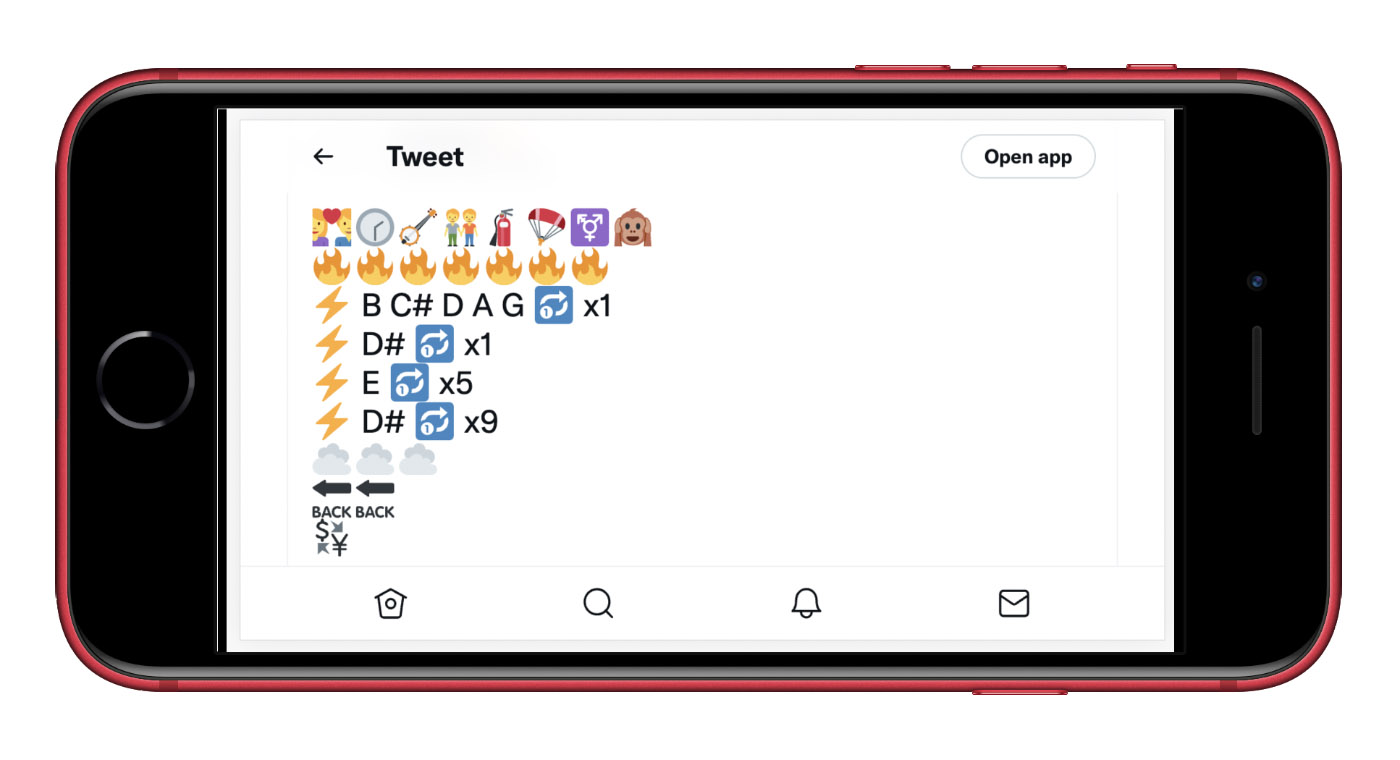 Tweet
Open app
👩‍❤️‍👨🕜🪕👬🧯🪂⚧🙉
🔥🔥🔥🔥🔥🔥🔥
⚡ B C# D A G 🔂 x1
⚡ D# 🔂 x1
⚡ E 🔂 x5
⚡ D# 🔂 x9
☁☁☁
🔙🔙
💱